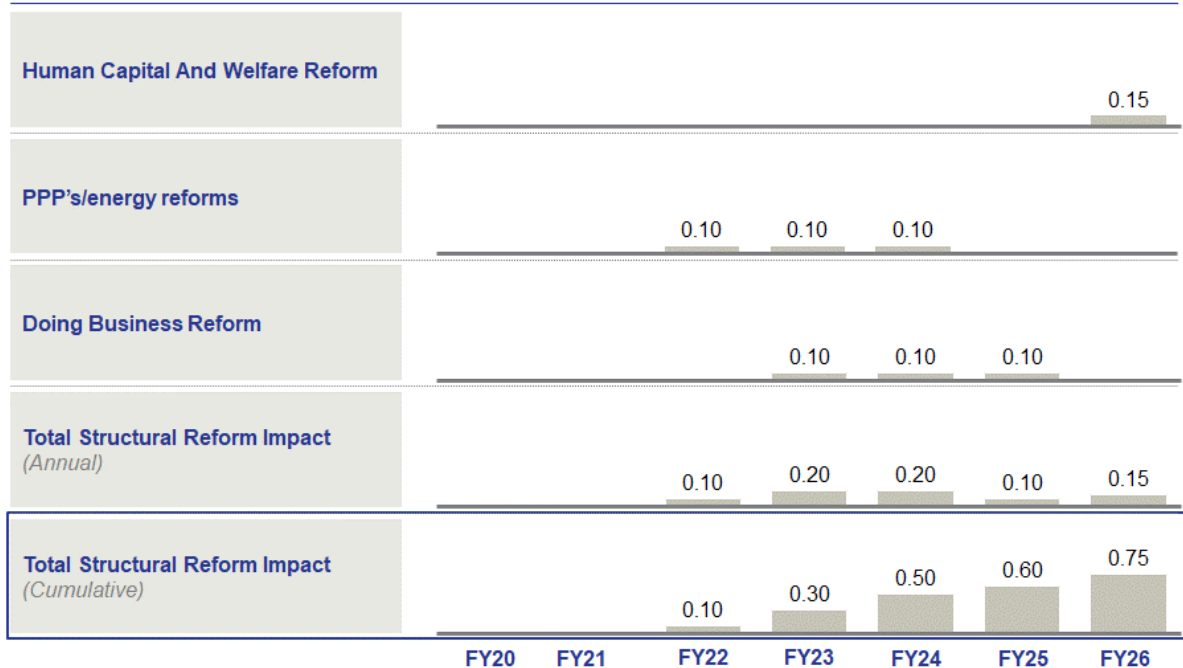 Human Capital And Welfare Reform
0.15
PPP's/energy reforms
0.10 0.10 0.10
Doing Business Reform
0.10 0.10 0.10
Total Structural Reform Impact
(Annual)
0.10 0.20 0.20 0.10 0.15
Total Structural Reform Impact
(Cumulative)
0.10 0.30 0.50 0.60 0.75
FY20 FY21 FY22 FY23 FY24 FY25 FY26